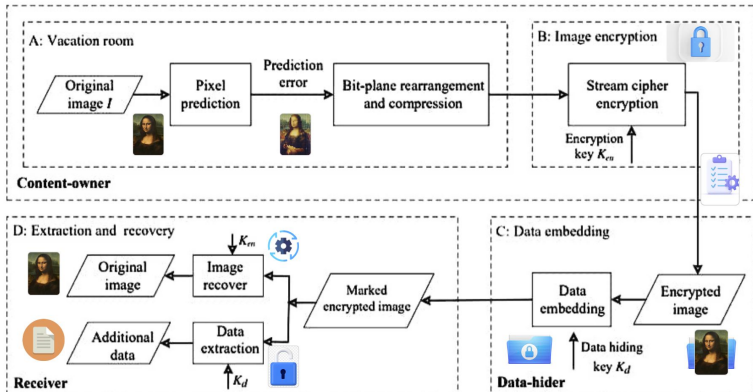 A: Vacation room
Original
image I
Pixel
prediction
Prediction
error
Bit-plane rearrangement
and compression
Content-owner
B: Image encryption
Stream cipher
encryption
Encryption
key Ken
D: Extraction and recovery
Ken
Original
image
Image
recover
Marked
encrypted image
Additional
data
Data
extraction
Kd
Receiver
C: Data embedding
Data
embedding
Encrypted
image
Data hiding
key Kd
Data-hider